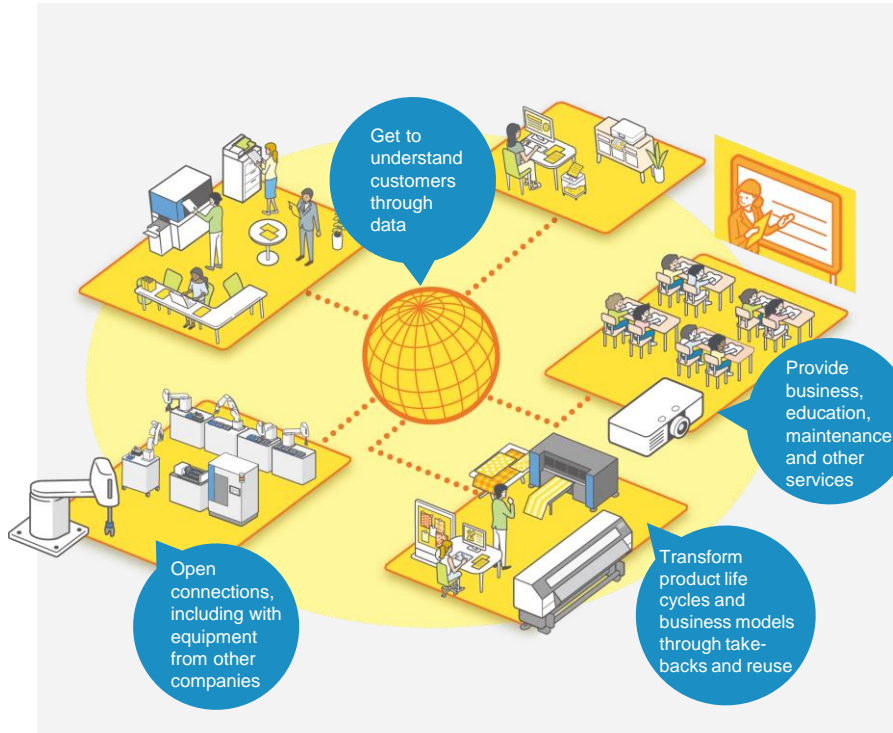 Get to
understand
customers
through
data
Provide
business,
education,
maintenance
and other
services
Transform
product life
cycles and
business models
through take-
backs and reuse
Open
connections,
including with
equipment
from other
companies